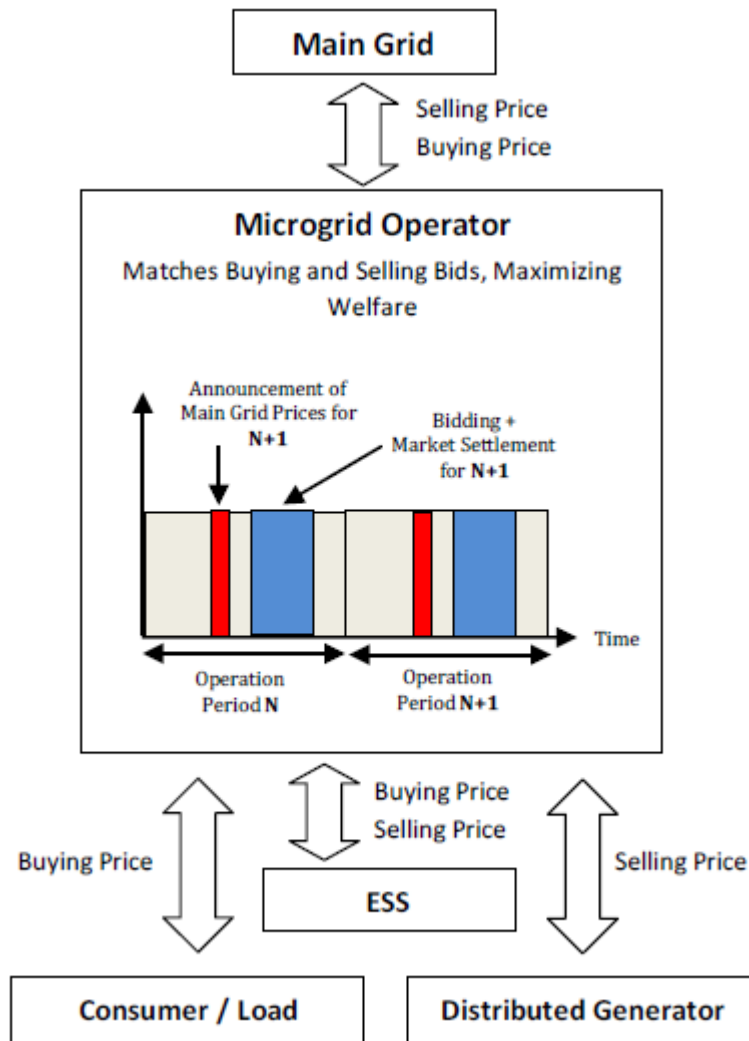 Main Grid
Selling Price
Buying Price
Microgrid Operator
Matches Buying and Selling Bids, Maximizing
Welfare
Announcement of
Main Grid Prices for
N+1
Bidding +
Market Settlement
for N+1
Time
Operation
Period N
Operation
Period N+1
Buying Price
Buying Price
Selling Price
Selling Price
ESS
Consumer / Load
Distributed Generator